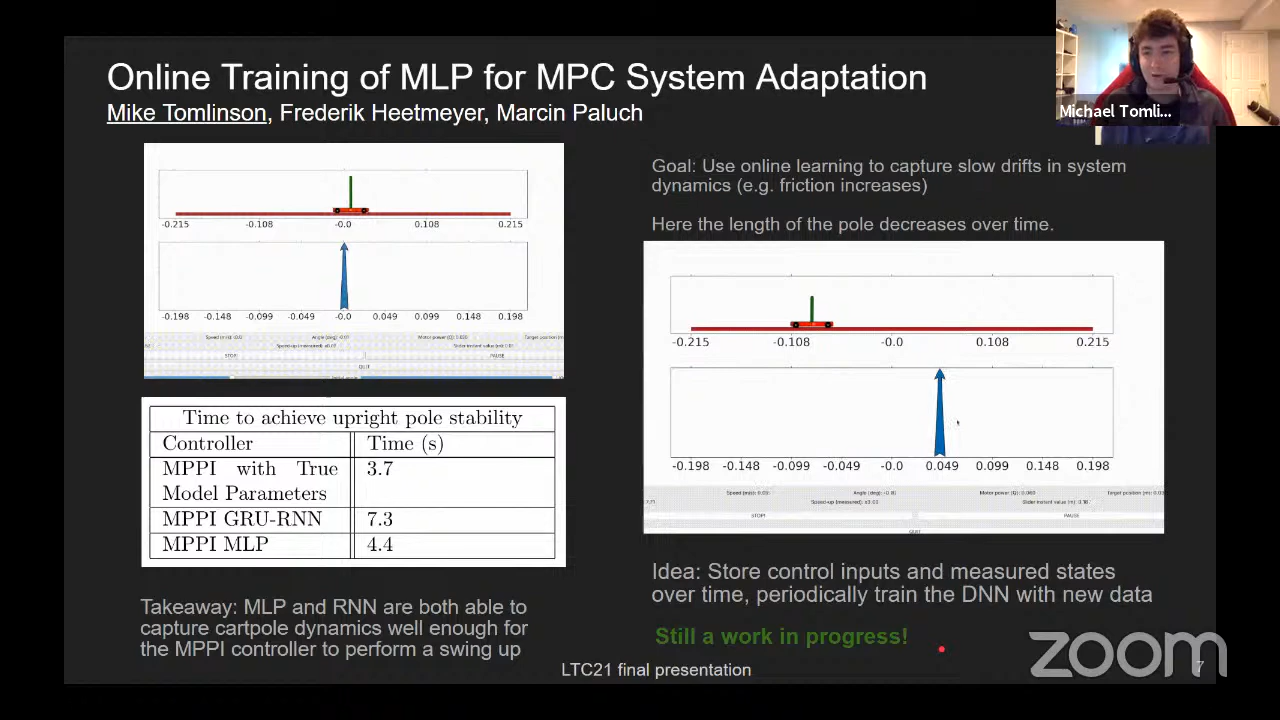 Online Training of MLP for MPC System Adaptation
Mike Tomlinson, Frederik Heetmeyer, Marcin Paluch
Michael Tomli...
-0.215 -0.108 -0.0 0.108 0.215
-0.198 -0.148 -0.099 -0.049 -0.0 0.049 0.099 0.148 0.198
STOP
PAUSE
QUIT
Time to achieve upright pole stability
Controller Time (s)
MPPI with True 3.7
Model Parameters
MPPI GRU-RNN 7.3
MPPI MLP 4.4
Takeaway: MLP and RNN are both able to
capture cartpole dynamics well enough for
the MPPI controller to perform a swing up
Goal: Use online learning to capture slow drifts in system
dynamics (e.g. friction increases)
Here the length of the pole decreases over time.
-0.215 -0.108 -0.0 0.108 0.215
-0.198 -0.148 -0.099 -0.049 -0.0 0.049 0.099 0.148 0.198
PAUSE
Idea: Store control inputs and measured states
over time, periodically train the DNN with new data
Still a work in progress!
LTC21 final presentation
zoom
7